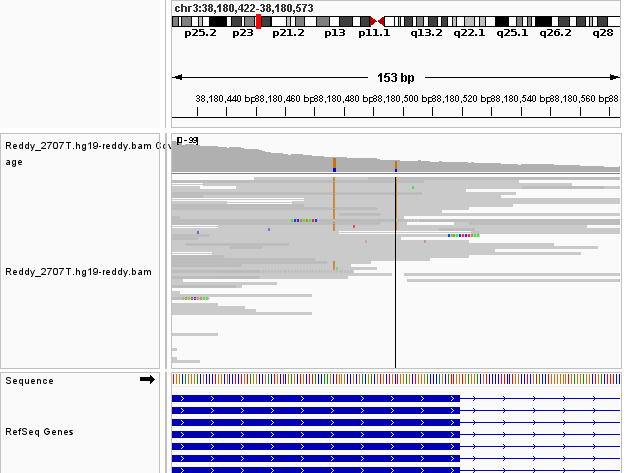 chr3:38,180,422-38,180,573
p25.2 p23 p21.2 p13 p11.1 q13.2 q22.1 q25.1 q26.2 q28
153 bp
38,180,440 bp 38,180,460 bp 38,180,480 bp 38,180,500 bp 38,180,520 bp 38,180,540 bp 38,180,560 bp 38
[0-99]
Reddy_2707T.hg19-reddy.bam Cov
age
Reddy_2707T.hg19-reddy.bam
Sequence
RefSeq Genes